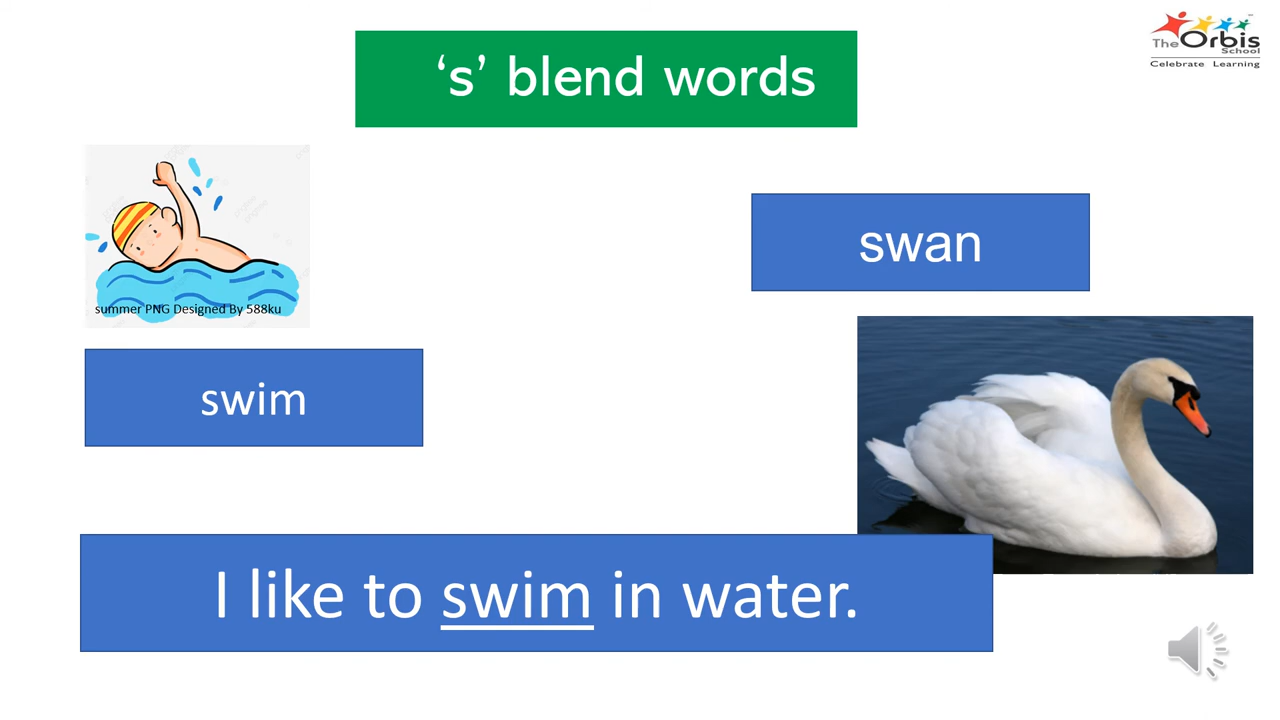 ‘s’ blend words
The Orbis
School
Celebrate Learning
swan
summer PNG Designed By 588ku
swim
I like to swim in water.